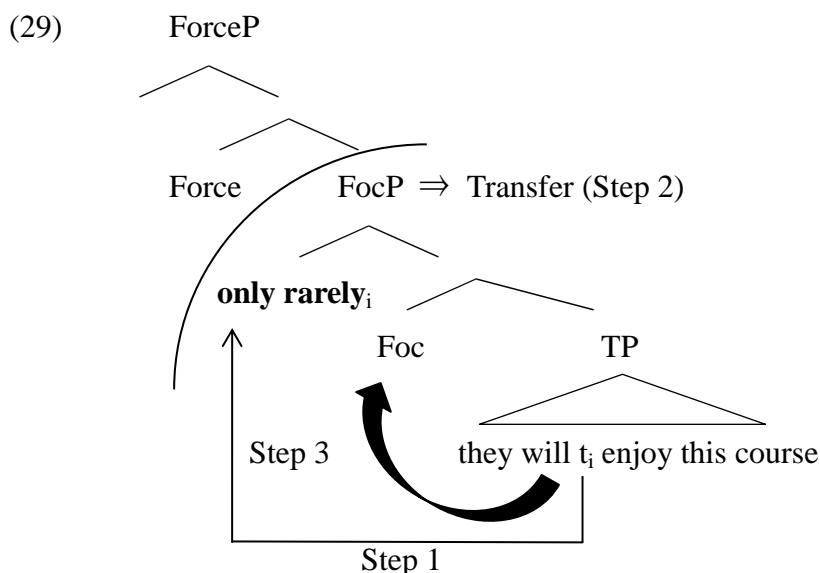 (29) ForceP
Force FocP ⇒ Transfer (Step 2)
only rarelyi
Foc TP
Step 3 they will ti enjoy this course
Step 1